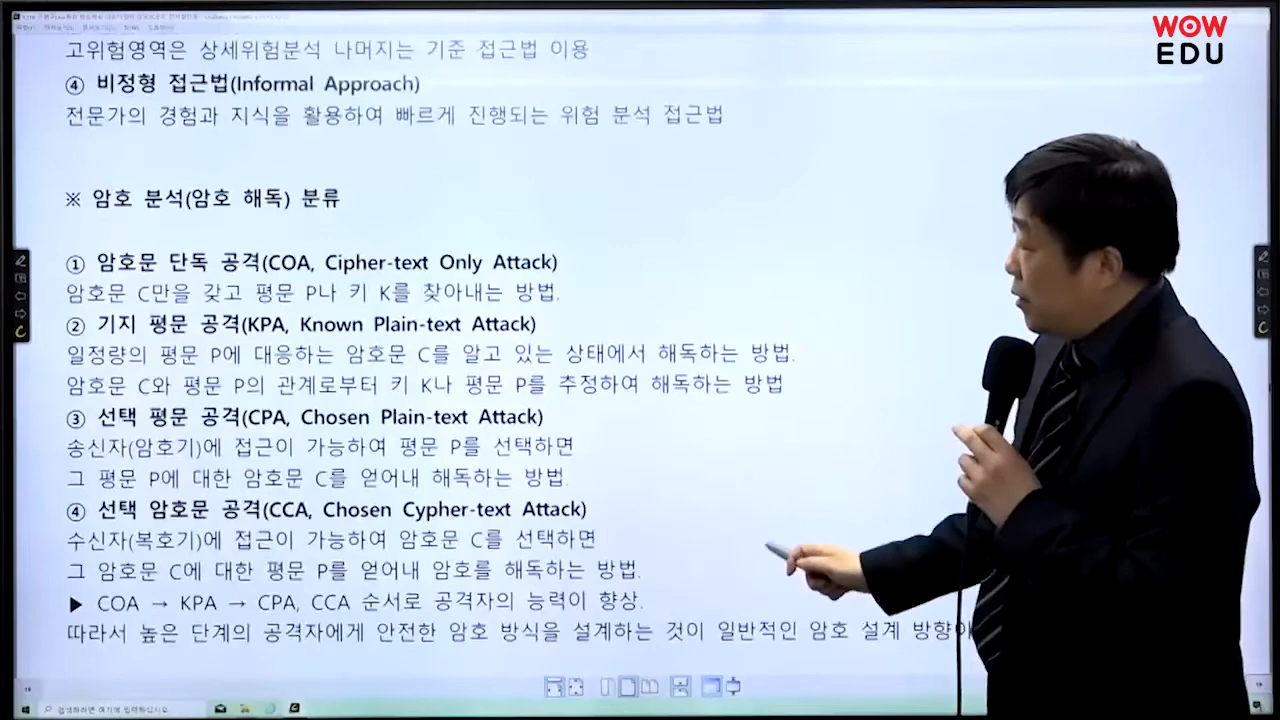 WOW
EDU
고위험영역은 상세위험분석 나머지는 기준 접근법 이용
④ 비정형 접근법(Informal Approach)
전문가의 경험과 지식을 활용하여 빠르게 진행되는 위험 분석 접근법
※ 암호 분석(암호 해독) 분류
① 암호문 단독 공격(COA, Cipher-text Only Attack)
암호문 C만을 갖고 평문 P나 키 K를 찾아내는 방법.
② 기지 평문 공격(KPA, Known Plain-text Attack)
일정량의 평문 P에 대응하는 암호문 C를 알고 있는 상태에서 해독하는 방법.
암호문 C와 평문 P의 관계로부터 키 K나 평문 P를 추정하여 해독하는 방법
③ 선택 평문 공격(CPA, Chosen Plain-text Attack)
송신자(암호기)에 접근이 가능하여 평문 P를 선택하면
그 평문 P에 대한 암호문 C를 얻어내 해독하는 방법.
④ 선택 암호문 공격(CCA, Chosen Cypher-text Attack)
수신자(복호기)에 접근이 가능하여 암호문 C를 선택하면
그 암호문 C에 대한 평문 P를 얻어내 암호를 해독하는 방법.
▶ COA → KPA → CPA, CCA 순서로 공격자의 능력이 향상.
따라서 높은 단계의 공격자에게 안전한 암호 방식을 설계하는 것이 일반적인 암호 설계 방향이
검색하려면 여기에 입력하십시오.